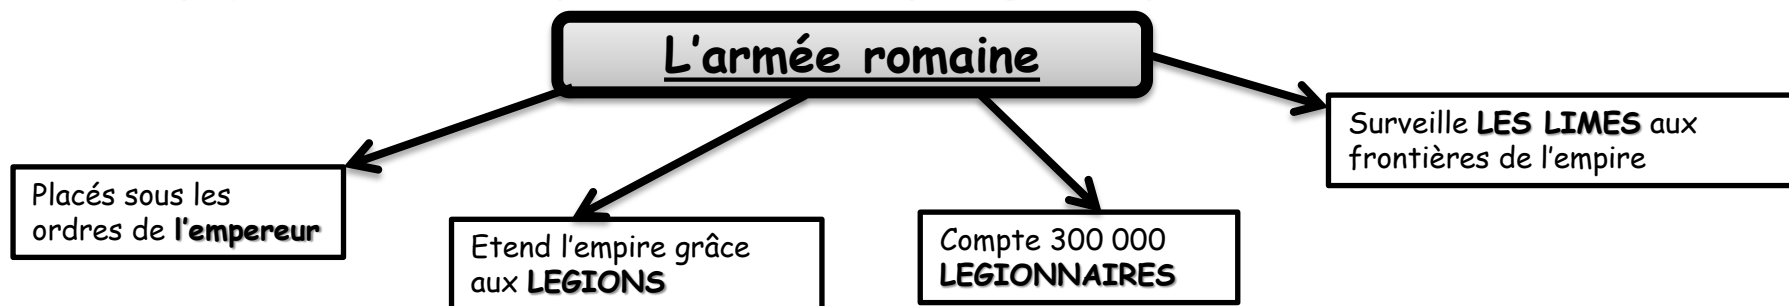 L'armée romaine
Surveille LES LIMES aux
frontières de l'empire
Placés sous les
ordres de l'empereur
Etend l'empire grâce
aux LEGIONS
Compte 300 000
LEGIONNAIRES